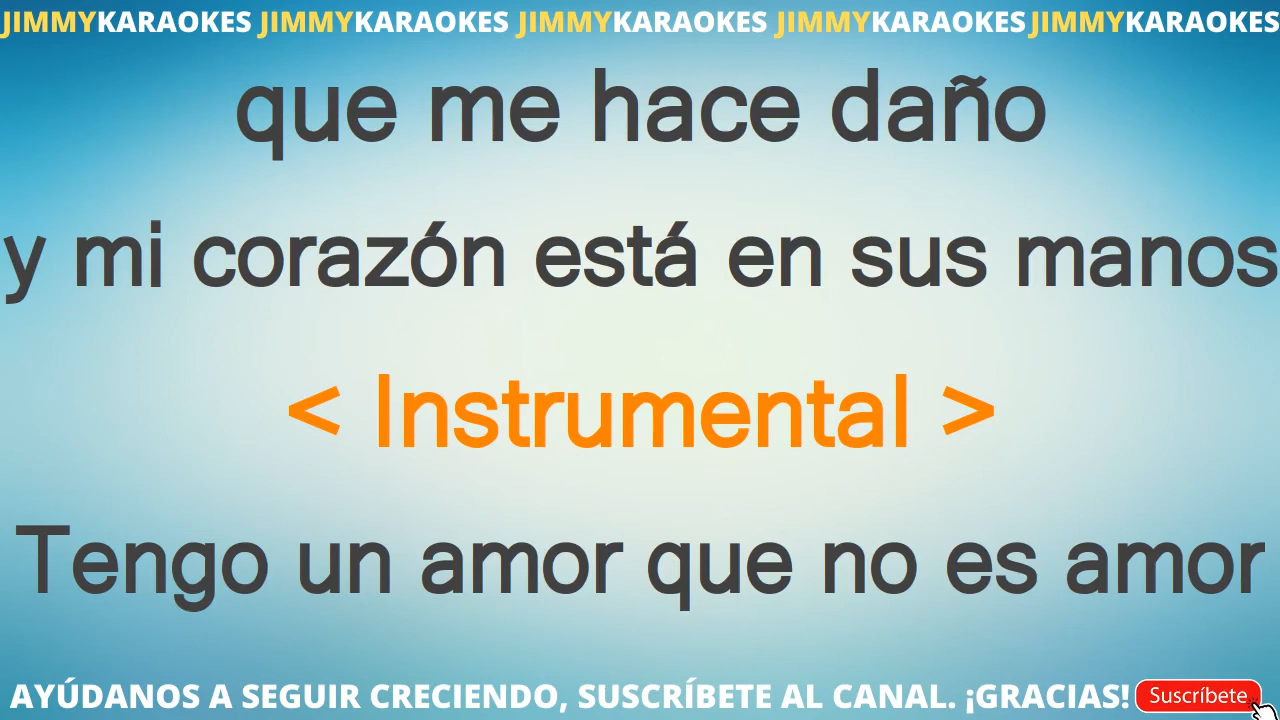 JIMMYKARAOKES JIMMYKARAOKES JIMMYKARAOKES JIMMYKARAOKES JIMMYKARAOKES
que me hace daño
y mi corazón está en sus manos
< Instrumental >
Tengo un amor que no es amor
AYÚDANOS A SEGUIR CRECIENDO, SUSCRÍBETE AL CANAL. ¡GRACIAS! Suscríbete